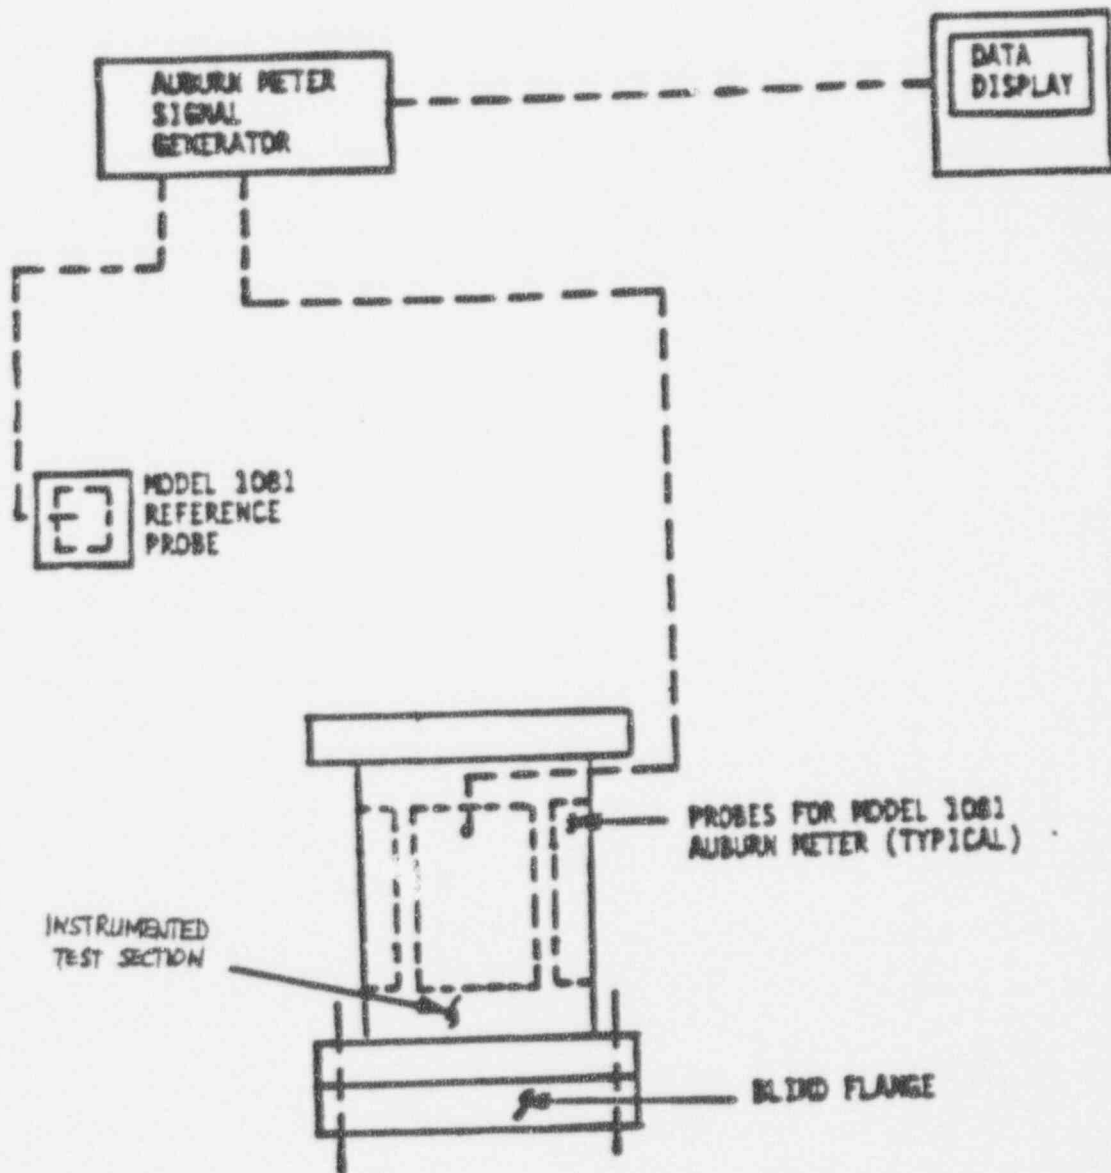 AUBURN METER
SIGNAL
GENERATOR
DATA
DISPLAY
MODEL 1081
REFERENCE
PROBE
PROBES FOR MODEL 1081
AUBURN METER (TYPICAL)
INSTRUMENTED
TEST SECTION
BLIND FLANGE